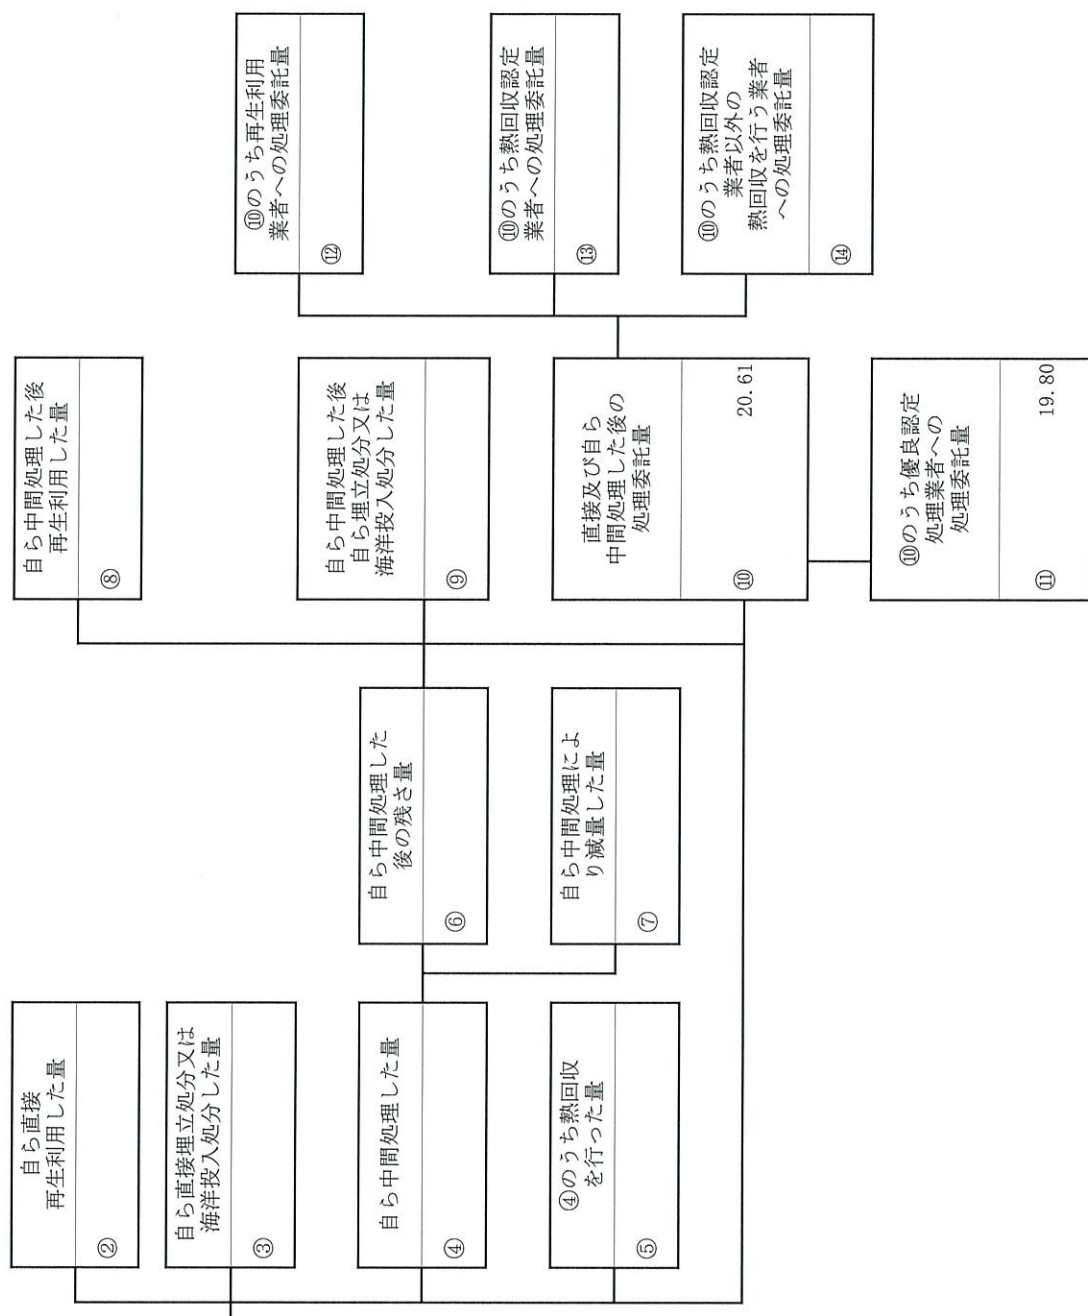 自ら直接
再生利用した量
②
自ら直接埋立処分又は
海洋投入処分した量
③
自ら中間処理した量
④
④のうち熱回収
を行った量
⑤
自ら中間処理した
後の残さ量
⑥
自ら中間処理によ
り減量した量
⑦
自ら中間処理した後
再生利用した量
⑧
自ら中間処理した後
自ら埋立処分又は
海洋投入処分した量
⑨
直接及び自ら
中間処理した後の
処理委託量
⑩
20.61
⑩のうち優良認定
処理業者への
処理委託量
⑪
19.80
⑩のうち再生利用
業者への処理委託量
⑫
⑩のうち熱回収認定
業者への処理委託量
⑬
⑩のうち熱回収認定
業者以外の
熱回収を行う業者
への処理委託量
⑭